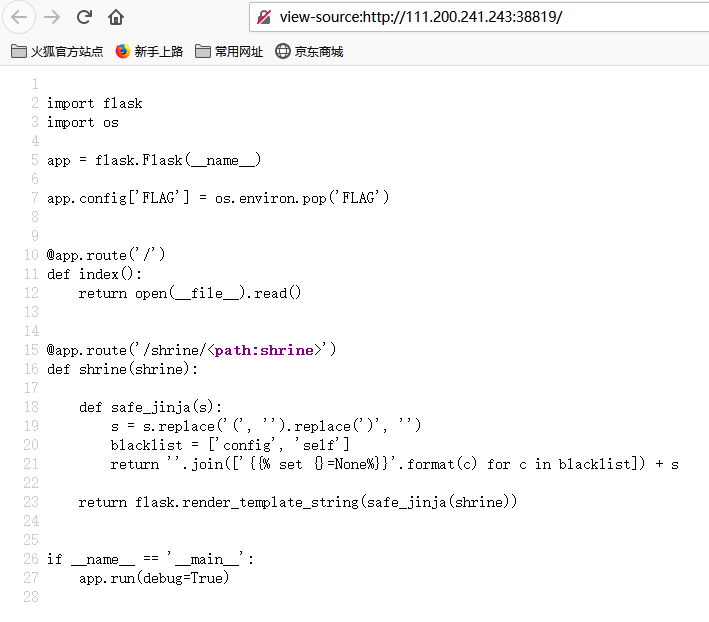 view-source:http://111.200.241.243:38819/
火狐官方站点 新手上路 常用网址 京东商城
1
2 import flask
3 import os
4
5 app = flask.Flask(__name__)
6
7 app.config['FLAG'] = os.environ.pop('FLAG')
8
9
10 @app.route('/')
11 def index():
12     return open(__file__).read()
13
14
15 @app.route('/shrine/<path:shrine>')
16 def shrine(shrine):
17
18     def safe_jinja(s):
19         s = s.replace('(', '').replace(')', '')
20         blacklist = ['config', 'self']
21         return ''.join(['{{% set {}=None%}}'.format(c) for c in blacklist]) + s
22
23     return flask.render_template_string(safe_jinja(shrine))
24
25
26 if __name__ == '__main__':
27     app.run(debug=True)
28